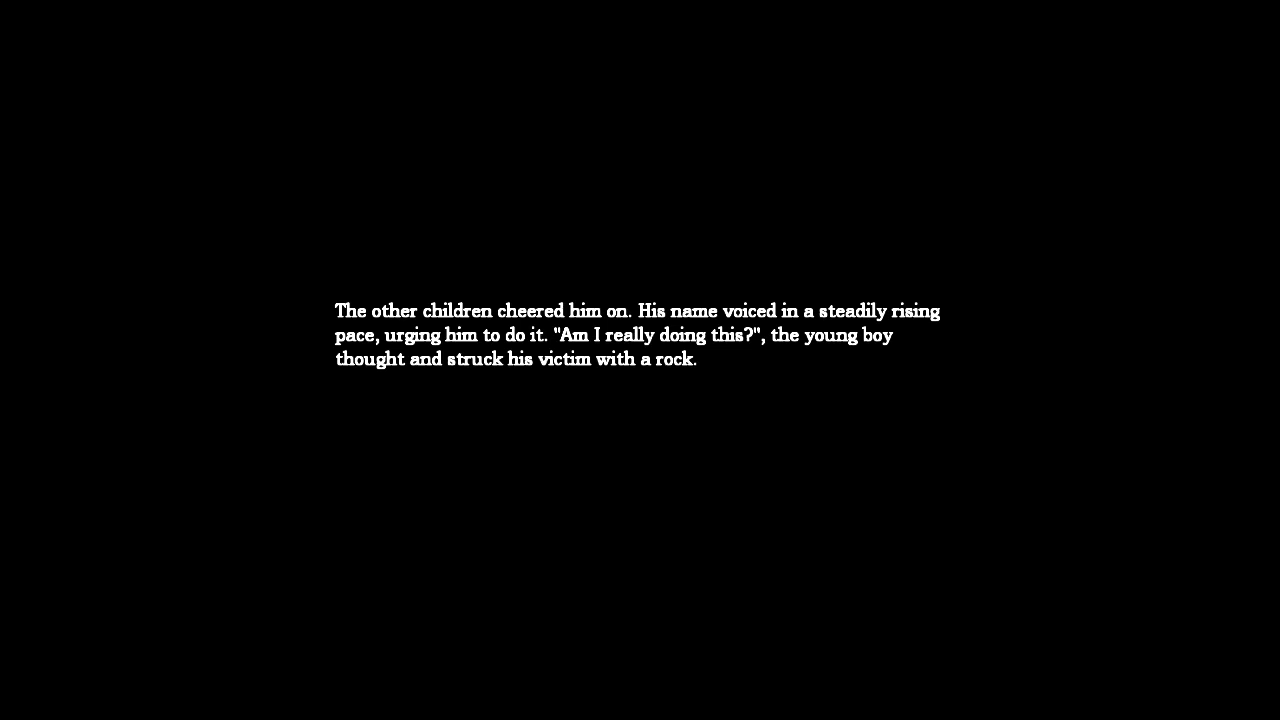 The other children cheered him on. His name voiced in a steadily rising
pace, urging him to do it. "Am I really doing this?", the young boy
thought and struck his victim with a rock.